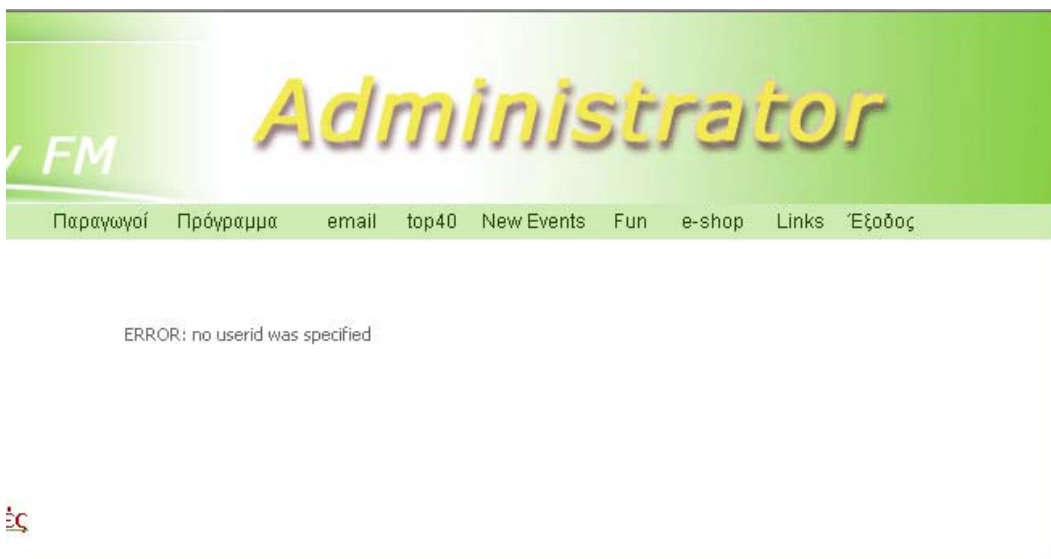 Administrator
FM
Παραγωγοί Πρόγραμμα email top40 New Events Fun e-shop Links Έξοδος
ERROR: no userid was specified